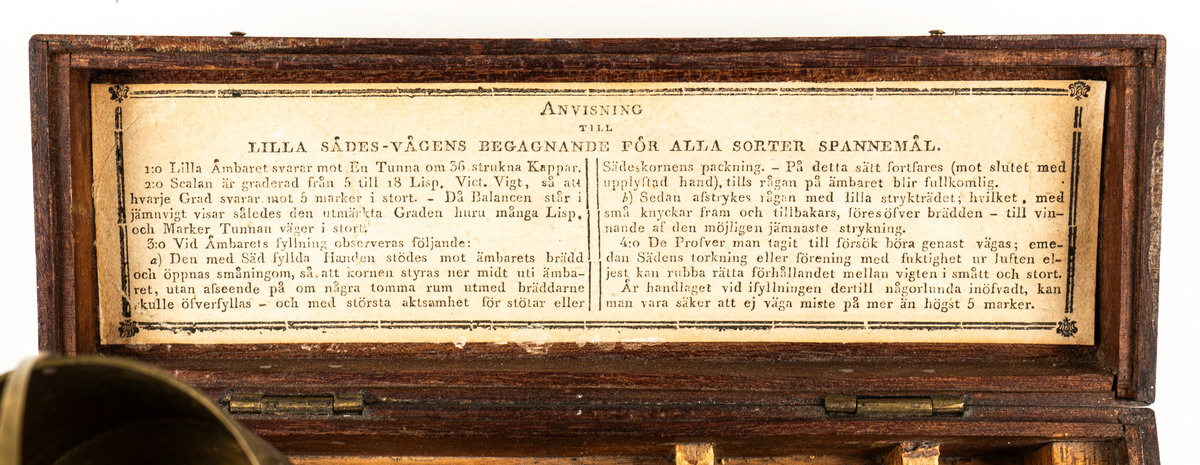 ANVISNING
TILL
LILLA SÅDES-VÅGENS BEGAGNANDE FÖR ALLA SORTER SPANNEMÅL.
1:0 Lilla Åmbaret svarar mot En Tunna om 36 strukna Kappar.
2:0 Scalan är graderad från 5 till 18 Lisp. Vict. Vigt, så att
hvarje Grad svarar mot 5 marker i stort. - Då Balancen står i
jämnvigt visar således den utmärkta Graden huru många Lisp.
och Marker Tunnan väger i stort.
3:0 Vid Åmbarets fyllning observeras följande:
a) Den med Säd fyllda Handen stödes mot ämbarets brädd
och öppnas småningom, så att kornen styras ner midt uti ämba-
ret, utan afseende på om några tomma rum utmed bräddarne
skulle öfverfyllas - och med största aktsamhet för stötar eller
Sädeskornens packning. - På detta sätt fortfares (mot slutet med
upplyftad hand), tills rågan på ämbaret blir fullkomlig.
b) Sedan afstrykes rågan med lilla strykträdet; hvilket, med
små knyckar fram och tillbakars, föres öfver brädden - till vin-
nande af den möjligen jämnaste strykning.
4:0 De Profver man tagit till försök böra genast vägas; eme-
dan Sädens torkning eller förening med fuktighet ur luften el-
jest kan rubba rätta förhållandet mellan vigten i smått och stort.
Är handlaget vid ifyllningen dertill någorlunda inöfvadt, kan
man vara säker att ej väga miste på mer än högst 5 marker.